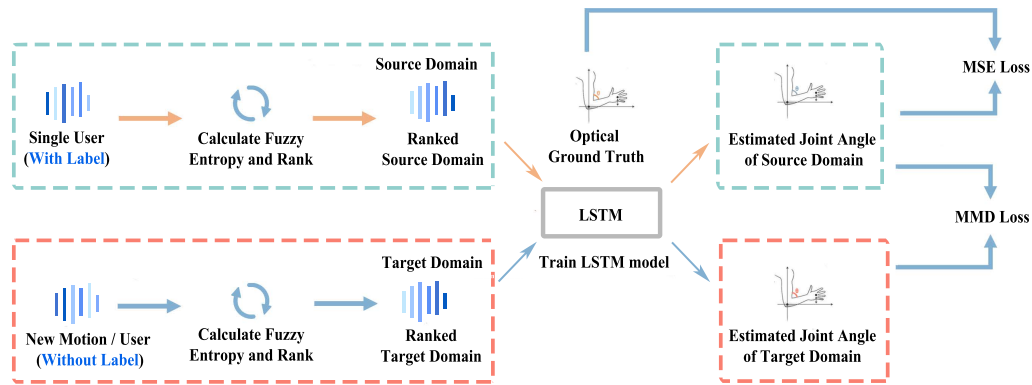 Source Domain
Single User
(With Label)
Calculate Fuzzy
Entropy and Rank
Ranked
Source Domain
Optical
Ground Truth
Estimated Joint Angle
of Source Domain
MSE Loss
LSTM
Train LSTM model
MMD Loss
Target Domain
New Motion / User
(Without Label)
Calculate Fuzzy
Entropy and Rank
Ranked
Target Domain
Estimated Joint Angle
of Target Domain